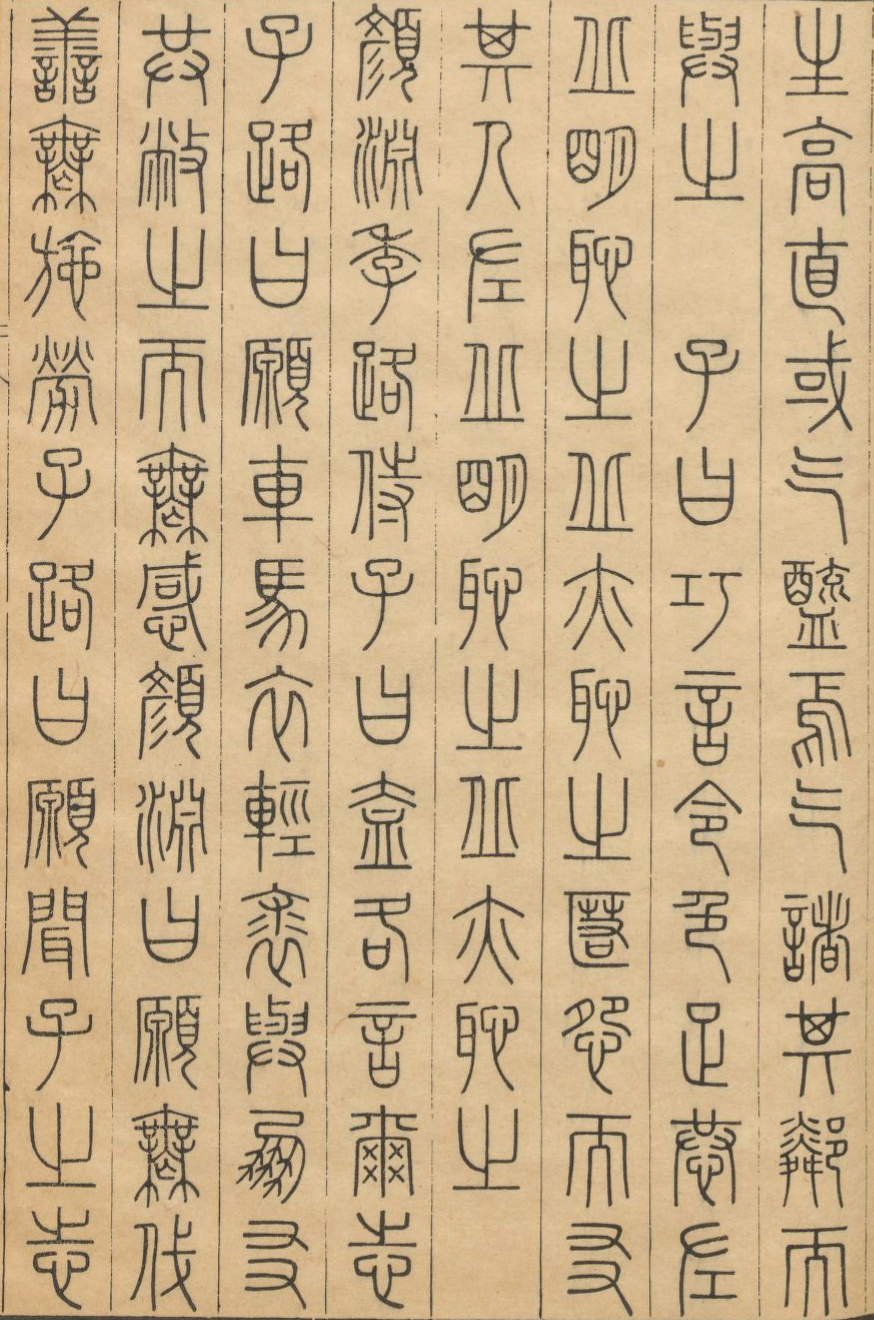 生高直或乞醯焉乞諸其鄰而
與之　子曰巧言令色足恭左
丘明恥之丘亦恥之匿怨而友
其人左丘明恥之丘亦恥之
顏淵季路侍子曰盍各言爾志
子路曰願車馬衣輕裘與朋友
共敝之而無感顏淵曰願無伐
善無施勞子路曰願聞子之志